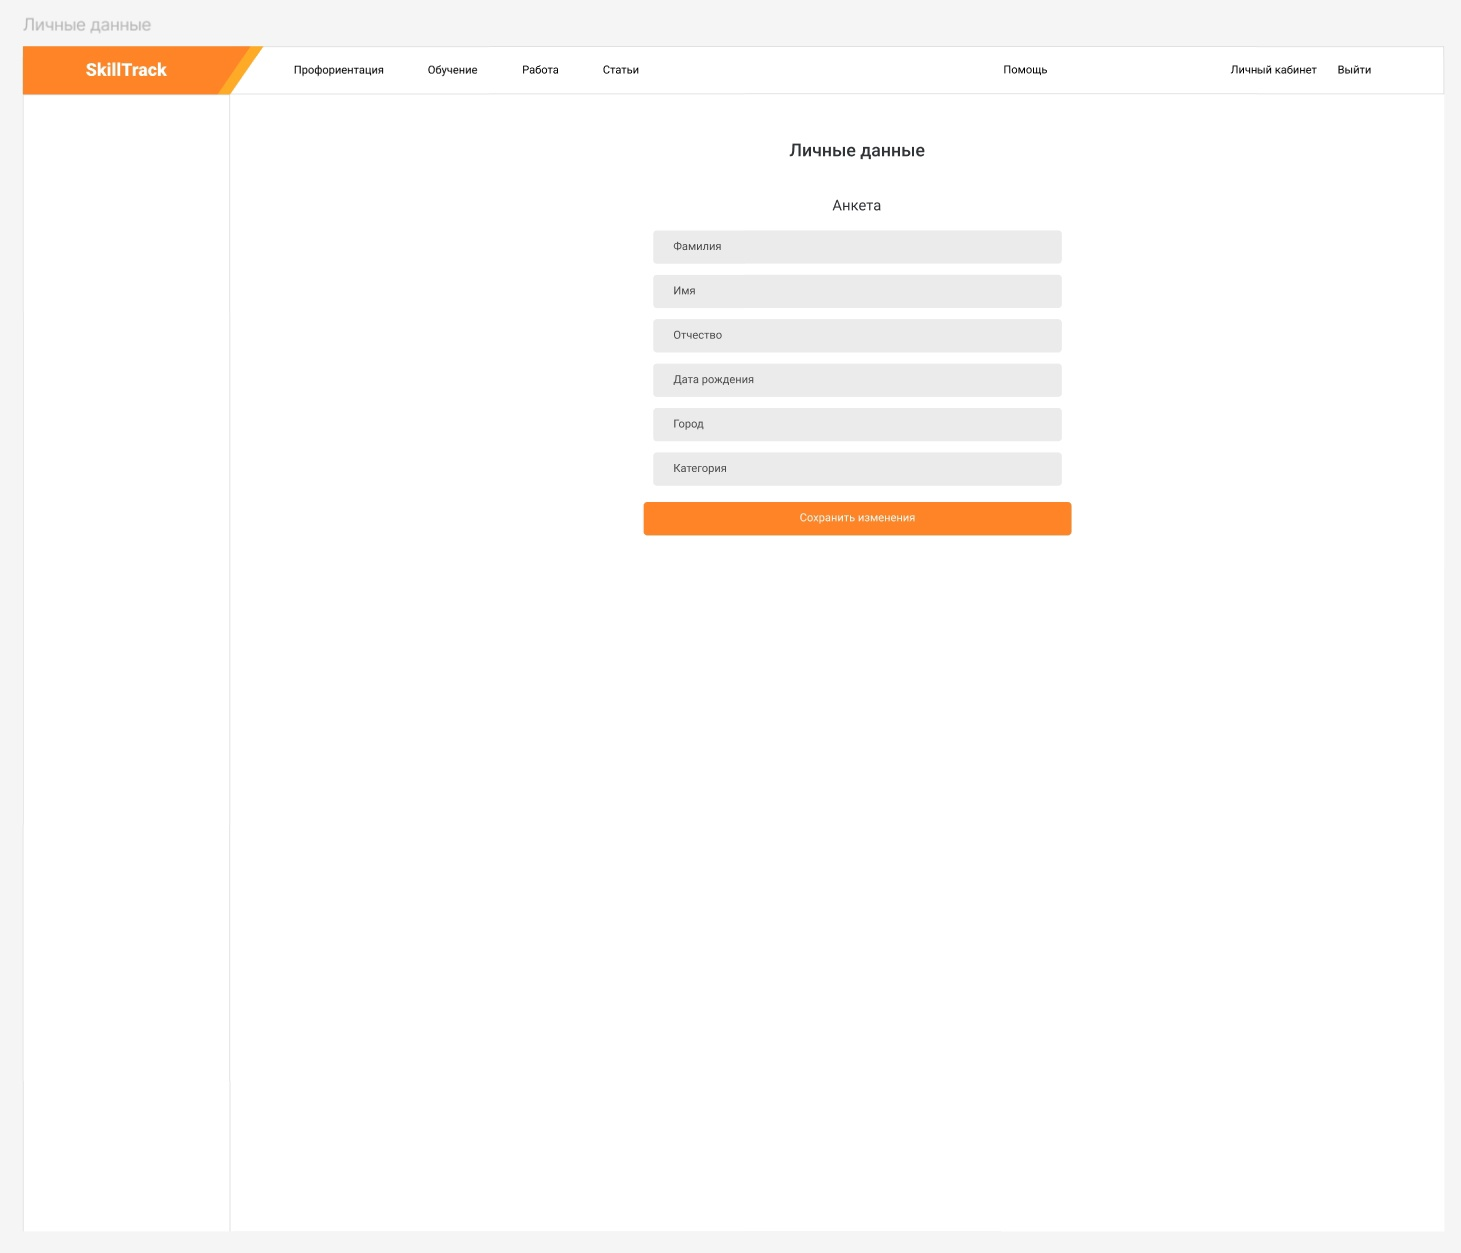 Личные данные
SkillTrack Профориентация Обучение Работа Статьи Помощь Личный кабинет Выйти
Личные данные
Анкета
Фамилия
Имя
Отчество
Дата рождения
Город
Категория
Сохранить изменения